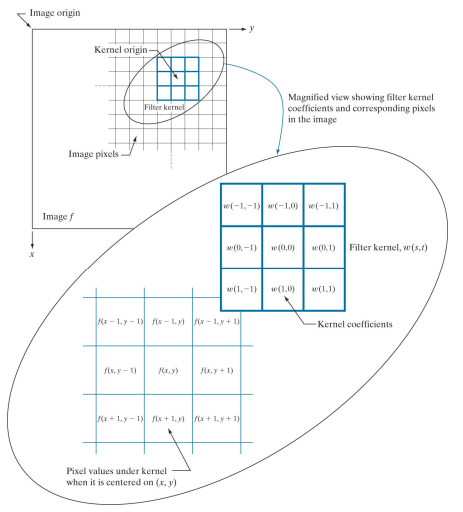 Image origin
y
Kernel origin
Filter kernel
Magnified view showing filter kernel
coefficients and corresponding pixels
in the image
Image pixels
Image f
x
w(−1,−1) w(−1,0) w(−1,1)
w(0,−1) w(0,0) w(0,1) Filter kernel, w(s,t)
w(1,−1) w(1,0) w(1,1)
Kernel coefficients
f(x − 1, y − 1) f(x − 1, y) f(x − 1, y + 1)
f(x, y − 1) f(x, y) f(x, y + 1)
f(x + 1, y − 1) f(x + 1, y) f(x + 1, y + 1)
Pixel values under kernel
when it is centered on (x, y)